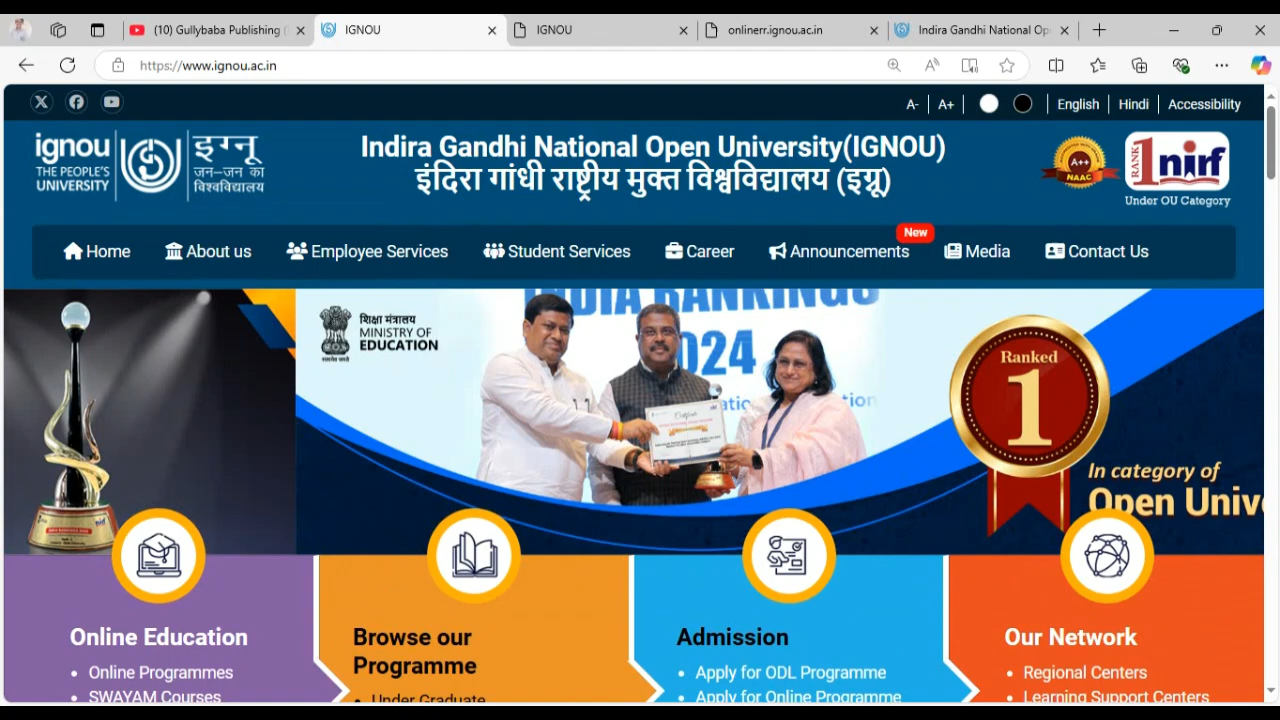 (10) Gullybaba Publishing
IGNOU
IGNOU
onlinerr.ignou.ac.in
Indira Gandhi National Op
https://www.ignou.ac.in
A-
A+
English
Hindi
Accessibility
ignou
THE PEOPLE'S
UNIVERSITY
इग्नू
जन-जन का
विश्वविद्यालय
Indira Gandhi National Open University(IGNOU)
इंदिरा गांधी राष्ट्रीय मुक्त विश्वविद्यालय (इग्नू)
A++
NAAC
RANK
1
nirf
Under OU Category
Home
About us
Employee Services
Student Services
Career
Announcements
New
Media
Contact Us
शिक्षा मंत्रालय
MINISTRY OF
EDUCATION
INDIA RANKINGS
2024
Ranked
1
In category of
Open Unive
Online Education
• Online Programmes
• SWAYAM Courses
Browse our
Programme
• Under Graduate
Admission
• Apply for ODL Programme
• Apply for Online Programme
Our Network
• Regional Centers
• Learning Support Centers